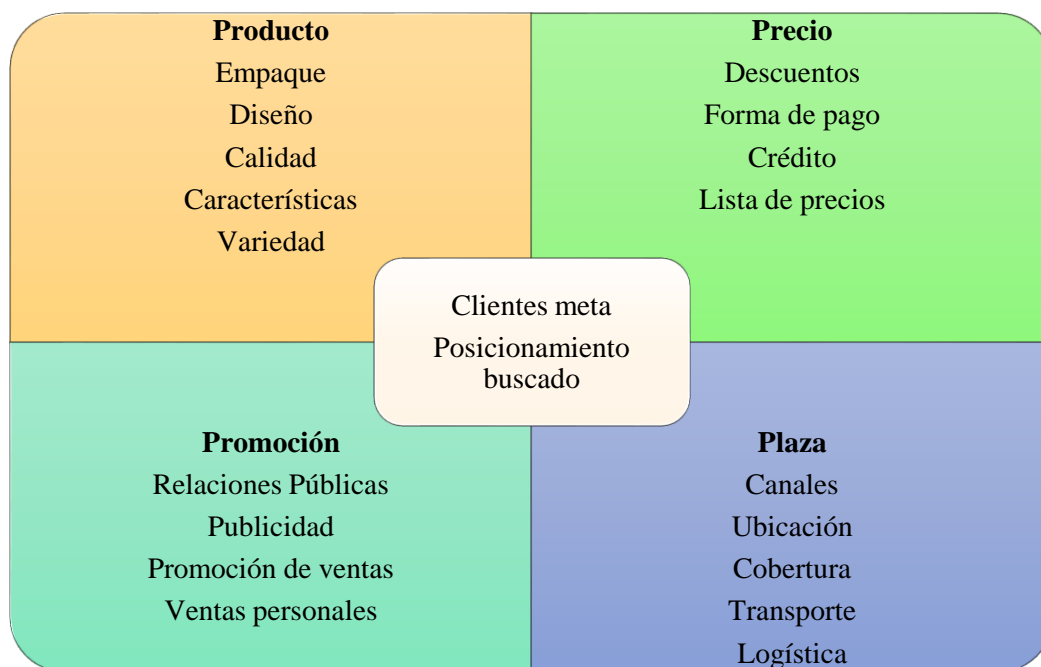 Producto
Empaque
Diseño
Calidad
Características
Variedad
Precio
Descuentos
Forma de pago
Crédito
Lista de precios
Clientes meta
Posicionamiento
buscado
Promoción
Relaciones Públicas
Publicidad
Promoción de ventas
Ventas personales
Plaza
Canales
Ubicación
Cobertura
Transporte
Logística